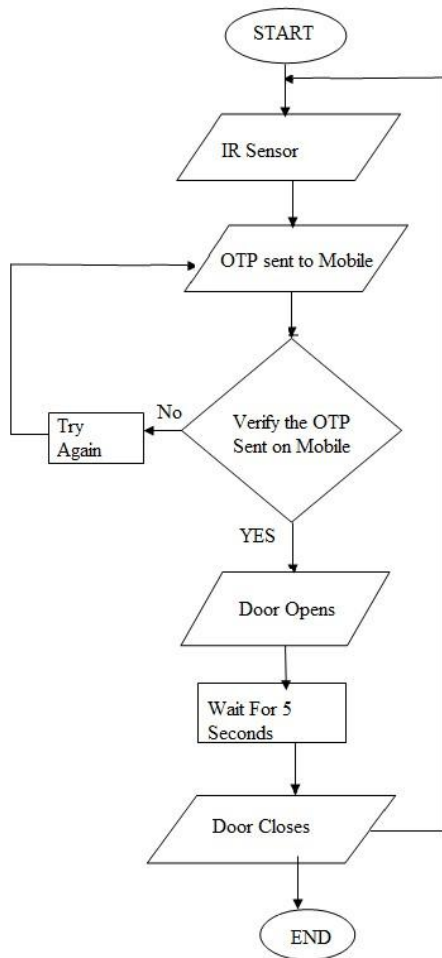 START
IR Sensor
OTP sent to Mobile
No
Try
Again
Verify the OTP
Sent on Mobile
YES
Door Opens
Wait For 5
Seconds
Door Closes
END